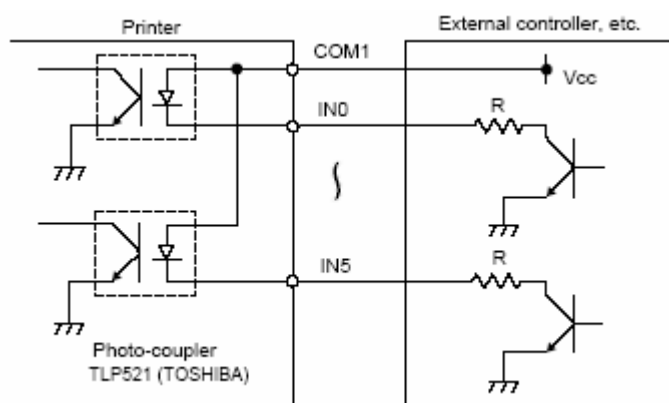 Printer
External controller, etc.
COM1
Vcc
IN0
R
IN5
R
Photo-coupler
TLP521 (TOSHIBA)